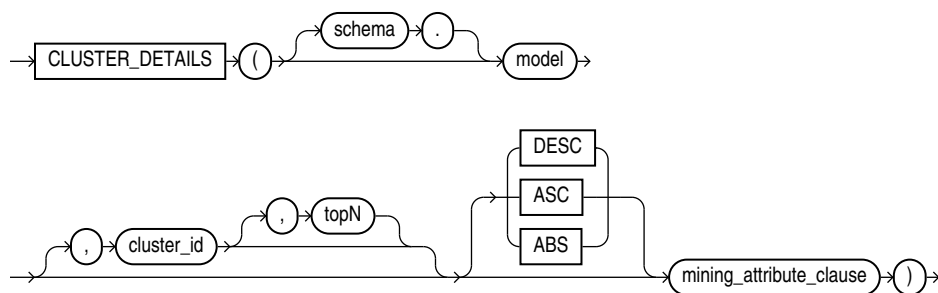 schema .
CLUSTER_DETAILS ( model
DESC
, topN ASC
, cluster_id ABS
mining_attribute_clause )